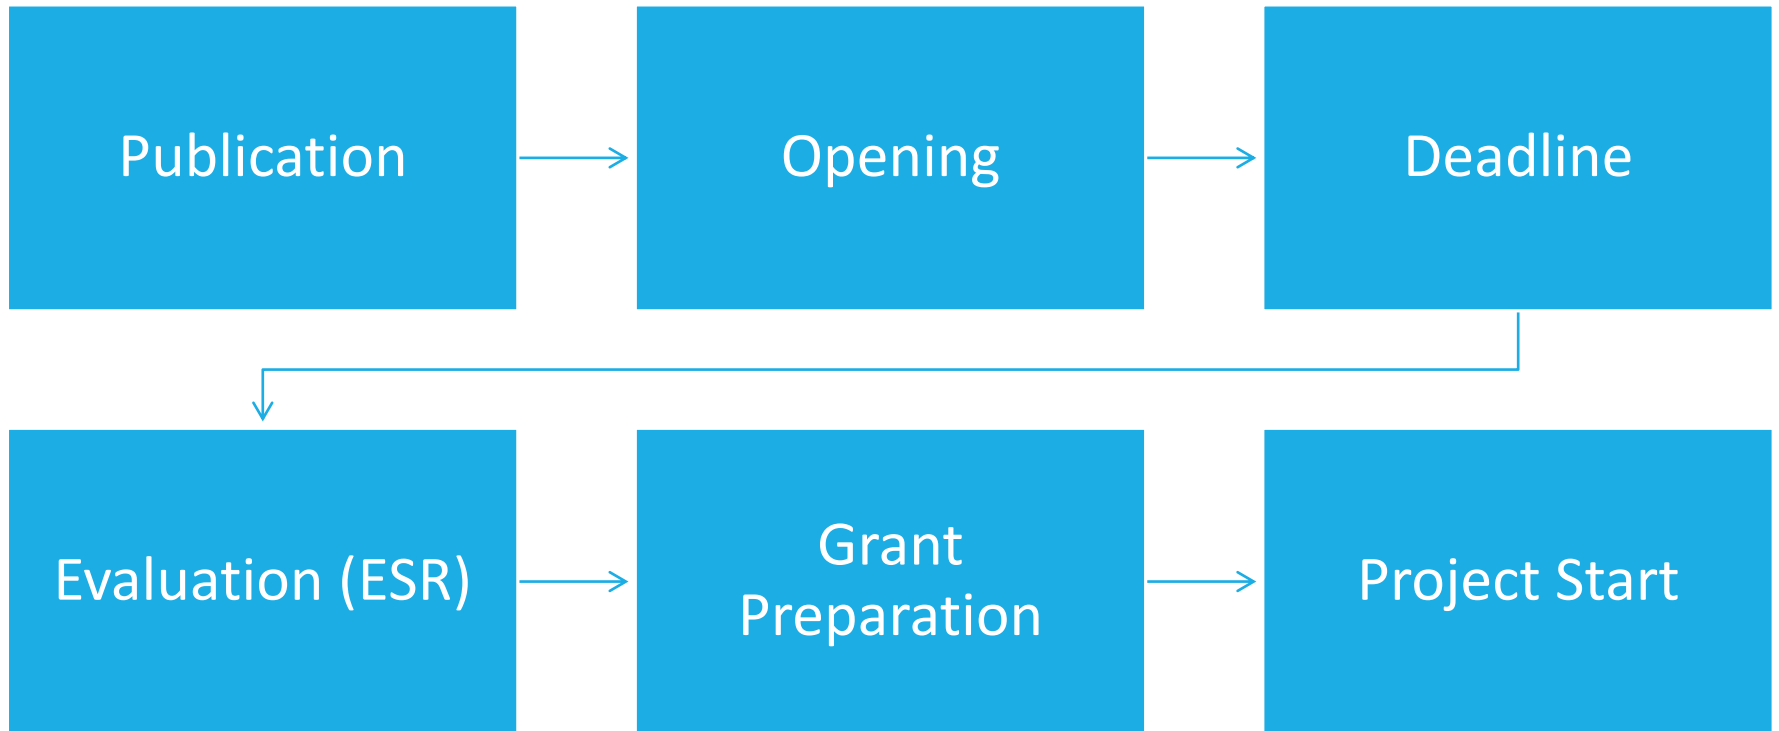 Publication
Opening
Deadline
Evaluation (ESR)
Grant
Preparation
Project Start